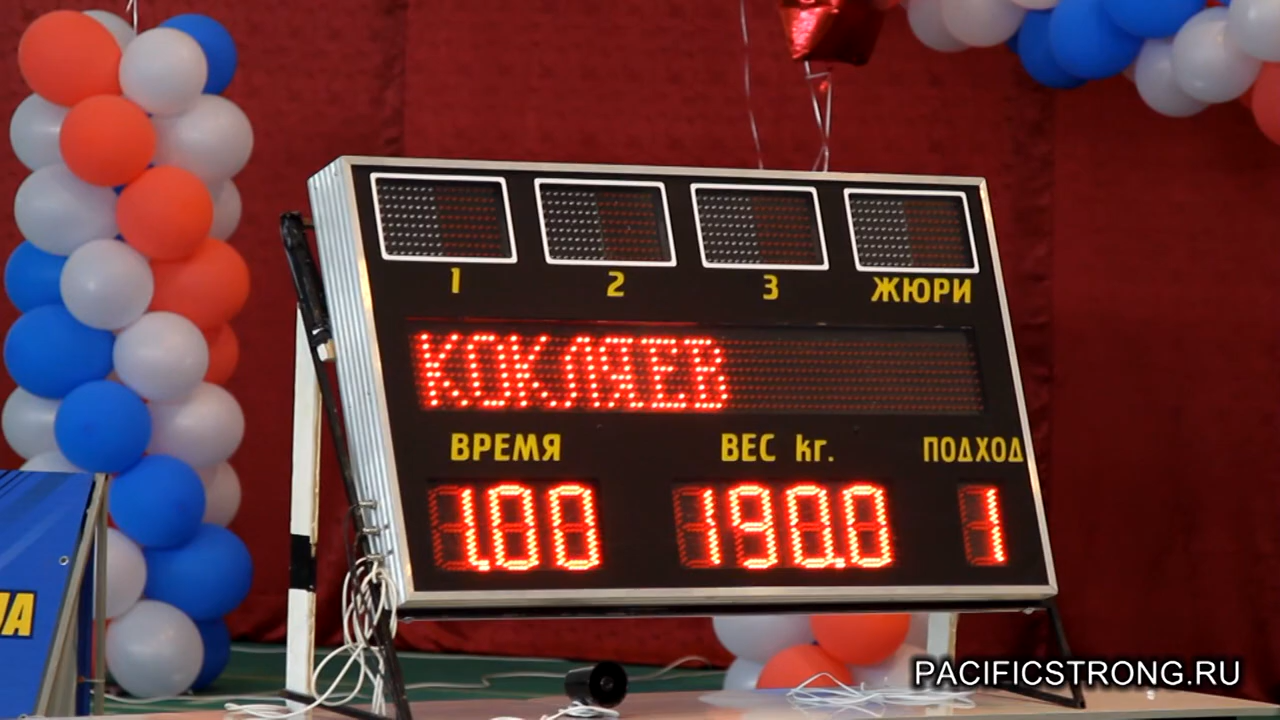 1 2 3 ЖЮРИ
КОКЛЯЕВ
ВРЕМЯ ВЕС kг. ПОДХОД
1.00 190.0 1
PACIFICSTRONG.RU